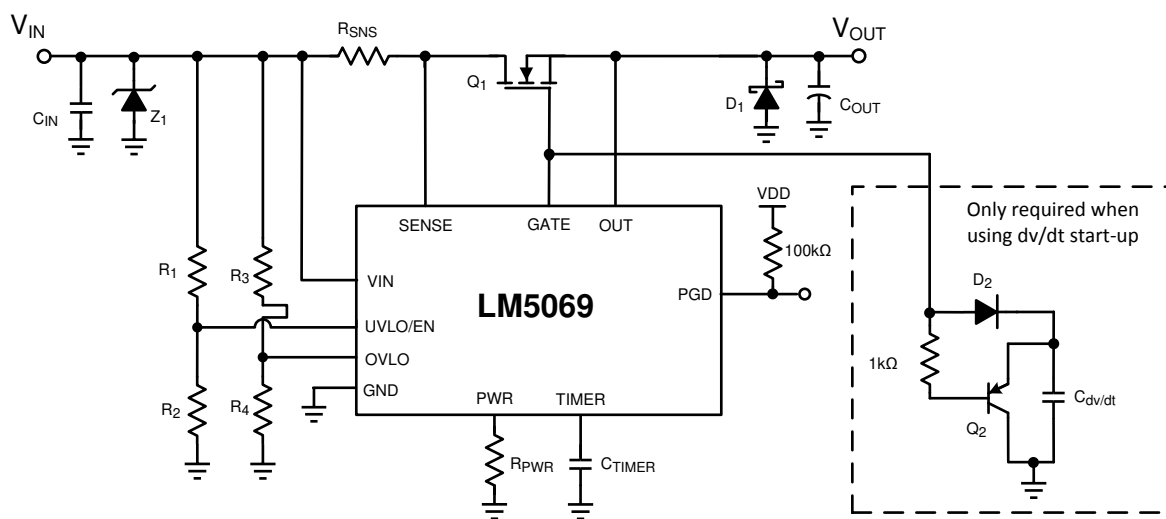 VIN
RSNS
VOUT
Q1
CIN
Z1
D1
COUT
VDD
Only required when
using dv/dt start-up
SENSE
GATE
OUT
100kΩ
R1
R3
VIN
LM5069
PGD
D2
UVLO/EN
OVLO
1kΩ
GND
R2
R4
PWR
TIMER
Q2
Cdv/dt
RPWR
CTIMER